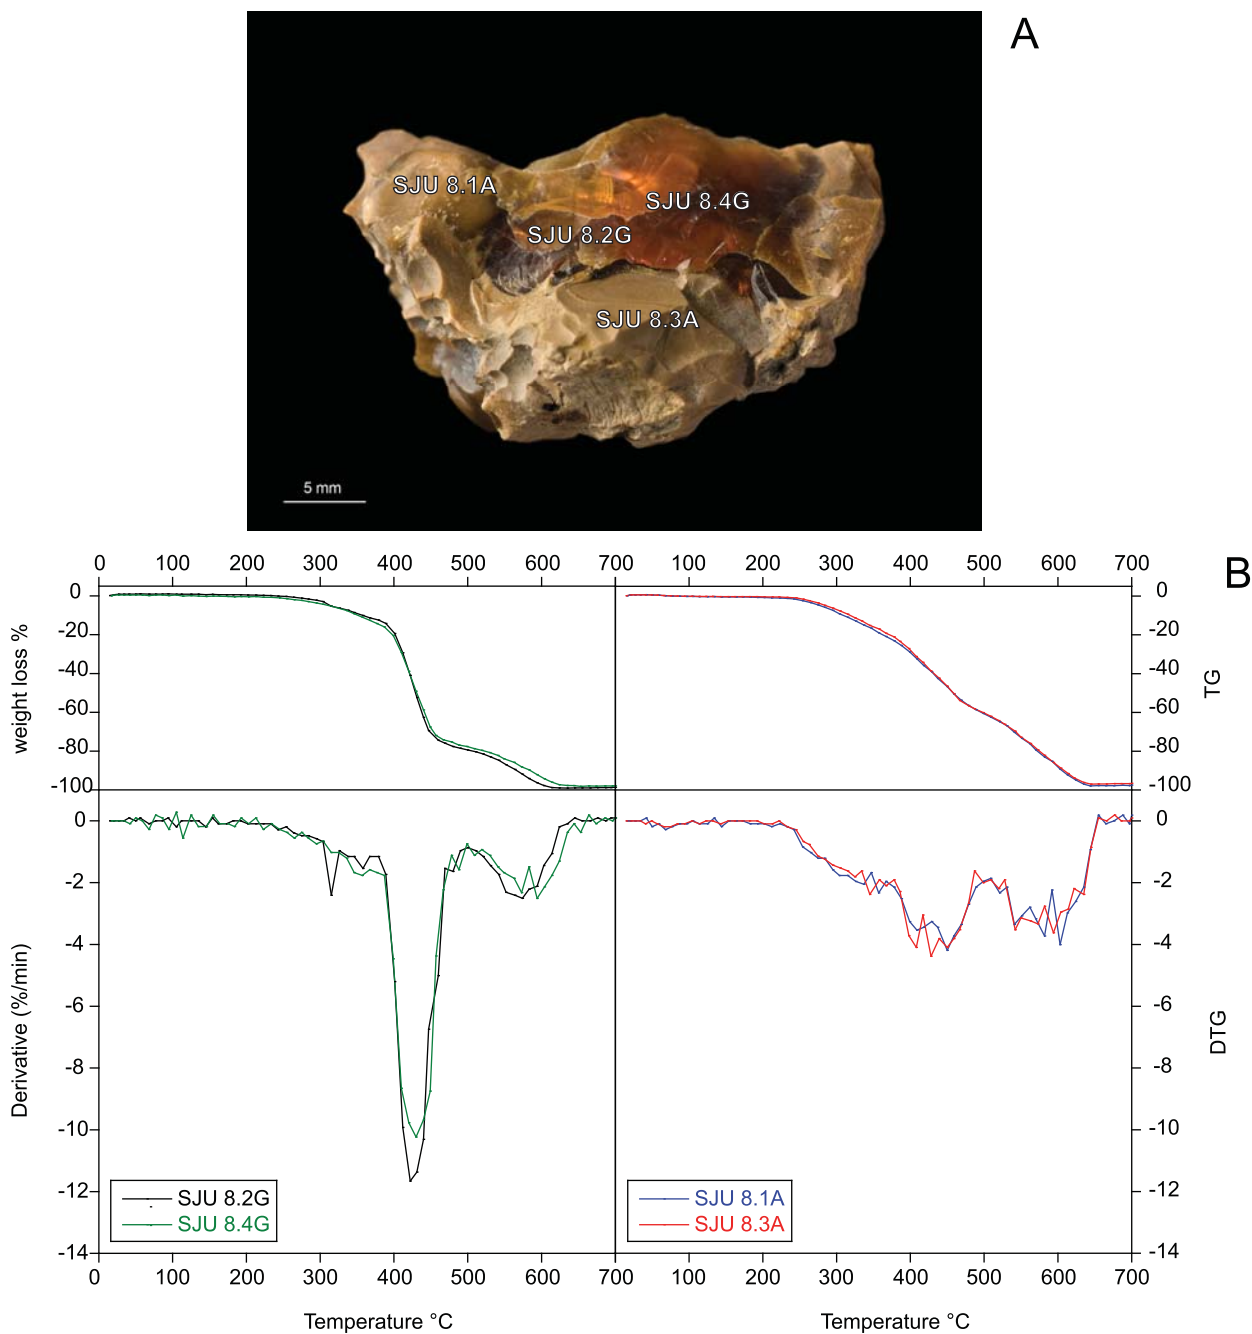 A
SJU 8.1A
SJU 8.4G
SJU 8.2G
SJU 8.3A
5 mm
B
0 100 200 300 400 500 600 700 100 200 300 400 500 600 700
0 0
-20 -20
-40 -40
-60 -60
-80 -80
-100 -100
weight loss %
TG
0 0
-2 -2
-4 -4
-6 -6
-8 -8
-10 -10
-12 -12
-14 -14
Derivative (%/min)
DTG
SJU 8.2G
SJU 8.4G
SJU 8.1A
SJU 8.3A
0 100 200 300 400 500 600 700 100 200 300 400 500 600 700
Temperature °C Temperature °C